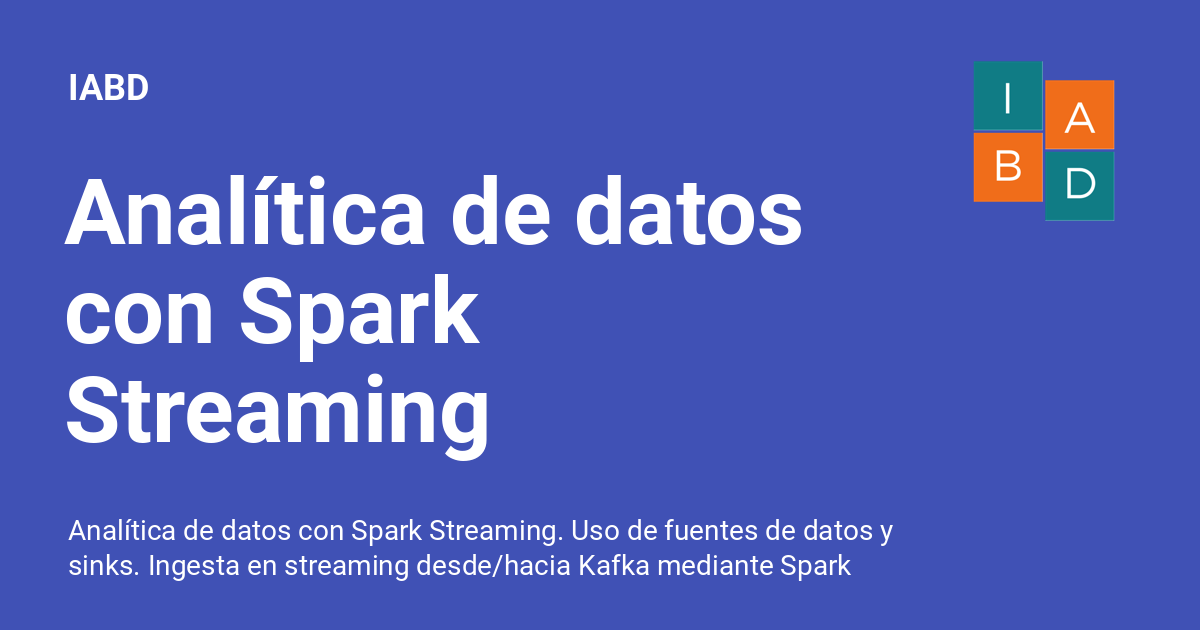 IABD
I
A
B
D
Analítica de datos
con Spark
Streaming
Analítica de datos con Spark Streaming. Uso de fuentes de datos y
sinks. Ingesta en streaming desde/hacia Kafka mediante Spark